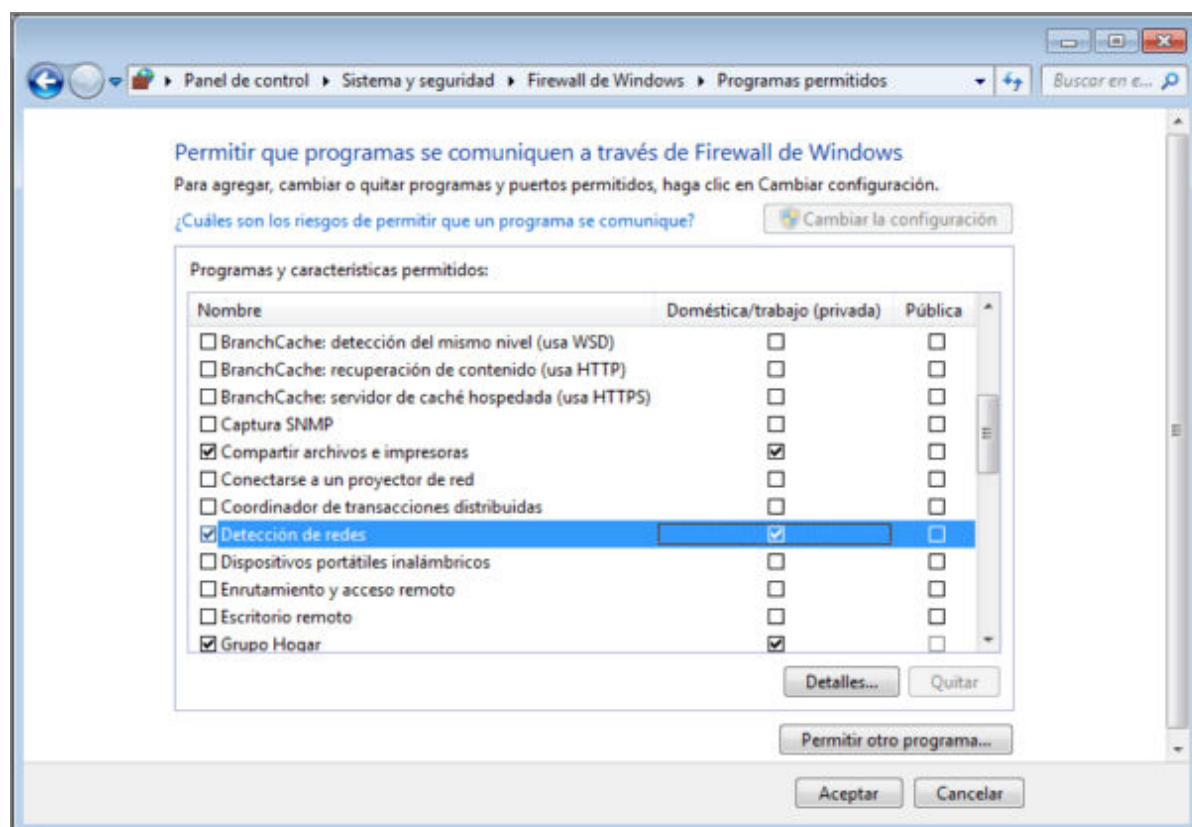 Panel de control ▸ Sistema y seguridad ▸ Firewall de Windows ▸ Programas permitidos
Buscar en e...
Permitir que programas se comuniquen a través de Firewall de Windows
Para agregar, cambiar o quitar programas y puertos permitidos, haga clic en Cambiar configuración.
¿Cuáles son los riesgos de permitir que un programa se comunique? Cambiar la configuración
Programas y características permitidos:
Nombre Doméstica/trabajo (privada) Pública
BranchCache: detección del mismo nivel (usa WSD)
BranchCache: recuperación de contenido (usa HTTP)
BranchCache: servidor de caché hospedada (usa HTTPS)
Captura SNMP
Compartir archivos e impresoras
Conectarse a un proyector de red
Coordinador de transacciones distribuidas
Detección de redes
Dispositivos portátiles inalámbricos
Enrutamiento y acceso remoto
Escritorio remoto
Grupo Hogar
Detalles... Quitar
Permitir otro programa...
Aceptar Cancelar